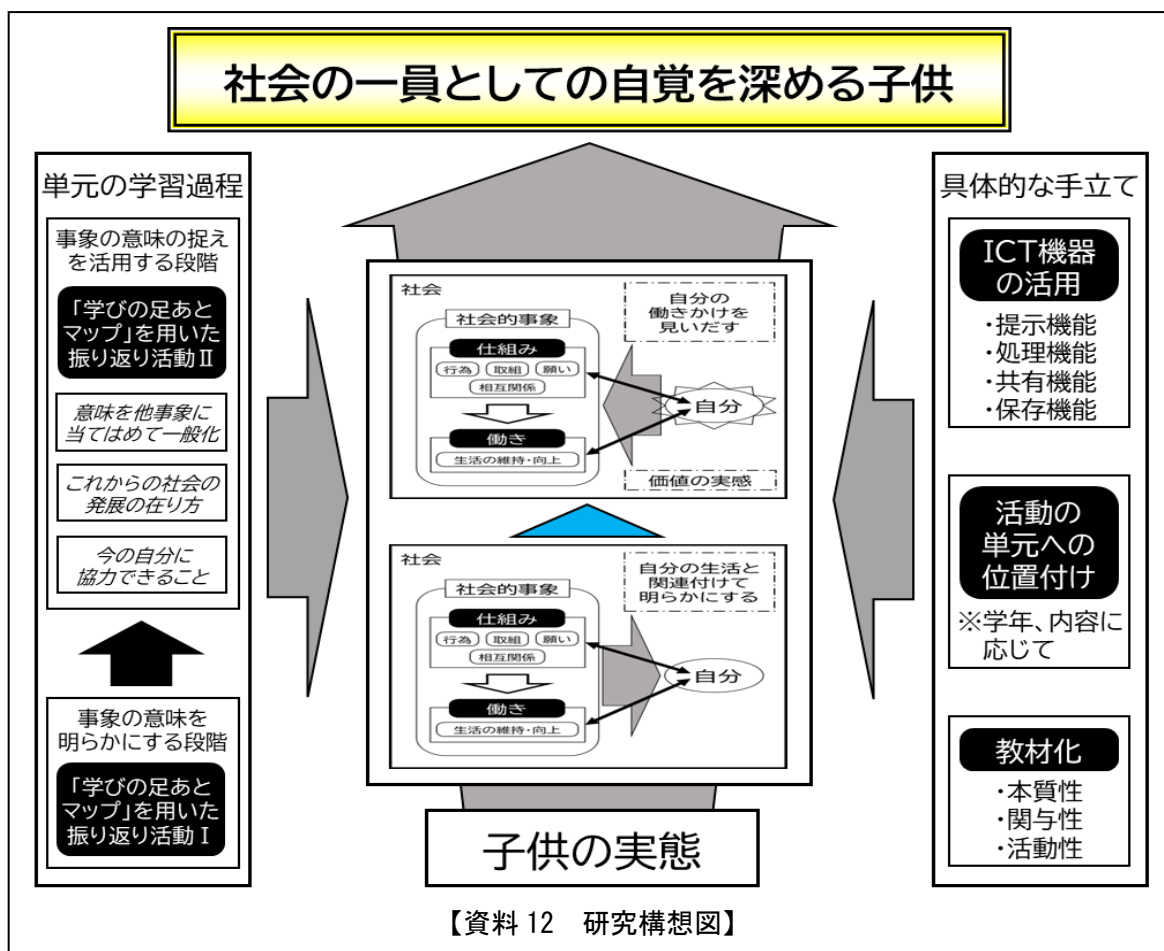 社会の一員としての自覚を深める子供
単元の学習過程
事象の意味の捉え
を活用する段階
「学びの足あと
マップ」を用いた
振り返り活動Ⅱ
意味を他事象に
当てはめて一般化
これからの社会の
発展の在り方
今の自分に
協力できること
事象の意味を
明らかにする段階
「学びの足あと
マップ」を用いた
振り返り活動Ⅰ
社会
社会的事象
仕組み
行為 取組 願い
相互関係
働き
生活の維持・向上
自分の
働きかけを
見いだす
自分
価値の実感
社会
社会的事象
仕組み
行為 取組 願い
相互関係
働き
生活の維持・向上
自分の生活と
関連付けて
明らかにする
自分
子供の実態
具体的な手立て
ICT機器
の活用
・提示機能
・処理機能
・共有機能
・保存機能
活動の
単元への
位置付け
※学年、内容に
応じて
教材化
・本質性
・関与性
・活動性
【資料12 研究構想図】